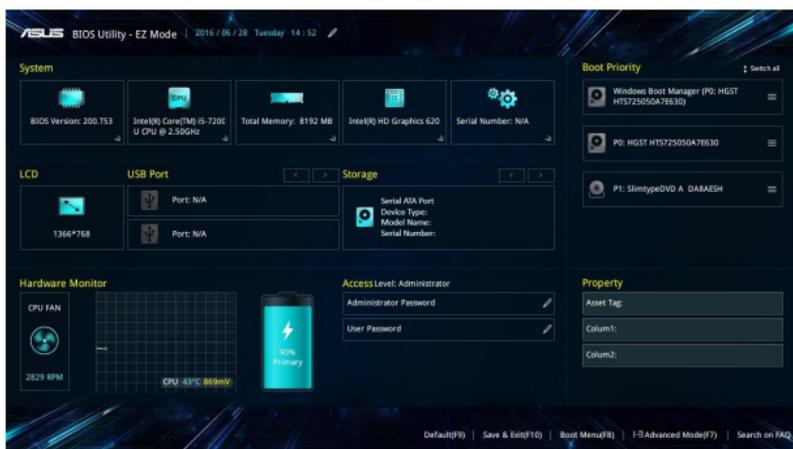 ASUS BIOS Utility - EZ Mode 2016/06/28 Tuesday 14:52
System
BIOS Version: 200.T53
Intel(R) Core(TM) i5-7200
U CPU @ 2.50GHz
Total Memory: 8192 MB
Intel(R) HD Graphics 620
Serial Number: N/A
Boot Priority
Switch all
Windows Boot Manager (P0: HGST
HTS725050A7E630)
P0: HGST HTS725050A7E630
P1: SlimtypeDVD A DA8AESH
LCD
1366*768
USB Port
Port: N/A
Port: N/A
Storage
Serial ATA Port
Device Type:
Model Name:
Serial Number:
Hardware Monitor
CPU FAN
2829 RPM
CPU 43°C 869mV
90%
Primary
Access Level: Administrator
Administrator Password
User Password
Property
Asset Tag:
Colum1:
Colum2:
Default(F9) | Save & Exit(F10) | Boot Menu(F8) | Advanced Mode(F7) | Search on FAQ